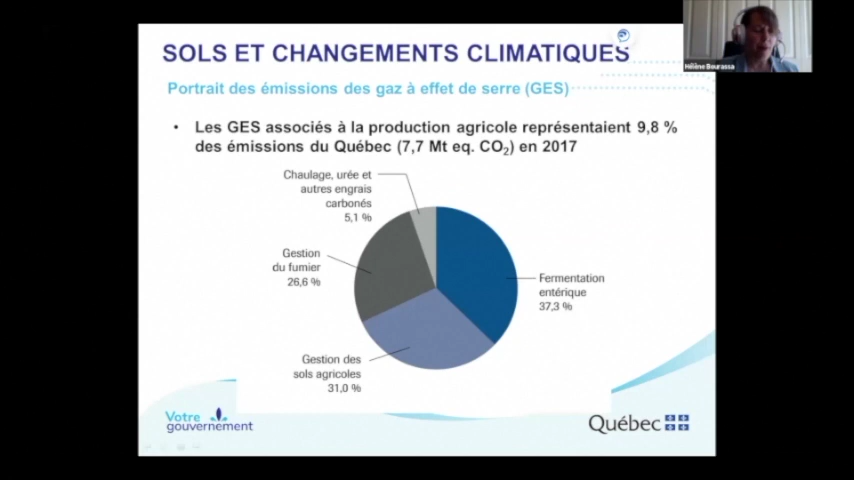 SOLS ET CHANGEMENTS CLIMATIQUES
Hélène Bourassa
Portrait des émissions des gaz à effet de serre (GES)
• Les GES associés à la production agricole représentaient 9,8 %
des émissions du Québec (7,7 Mt eq. CO₂) en 2017
Chaulage, urée et
autres engrais
carbonés
5,1 %
Gestion
du fumier
26,6 %
Fermentation
entérique
37,3 %
Gestion des
sols agricoles
31,0 %
Votre
gouvernement
Québec